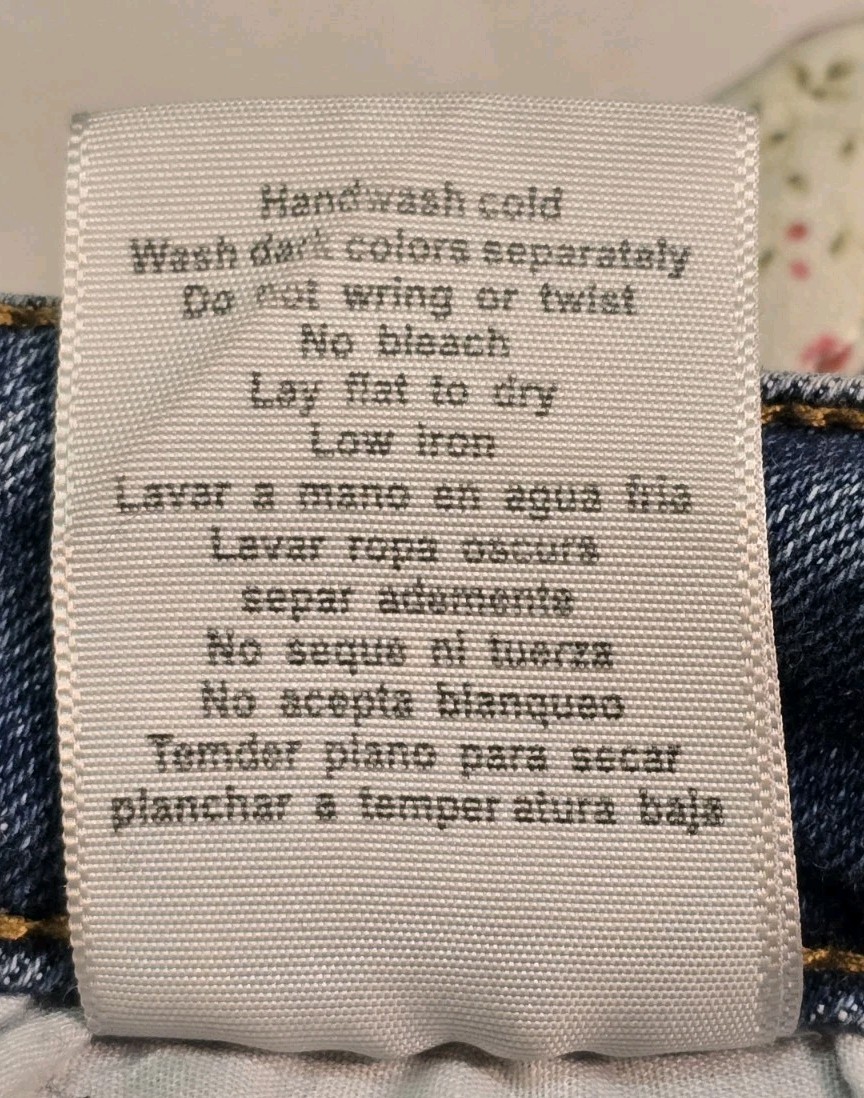 Handwash cold
Wash dark colors separately
Do not wring or twist
No bleach
Lay flat to dry
Low iron
Lavar a mano en agua fria
Lavar ropa oscura
separ adamente
No seque ni tuerza
No acepta blanqueo
Temder plano para secar
planchar a temper atura baja